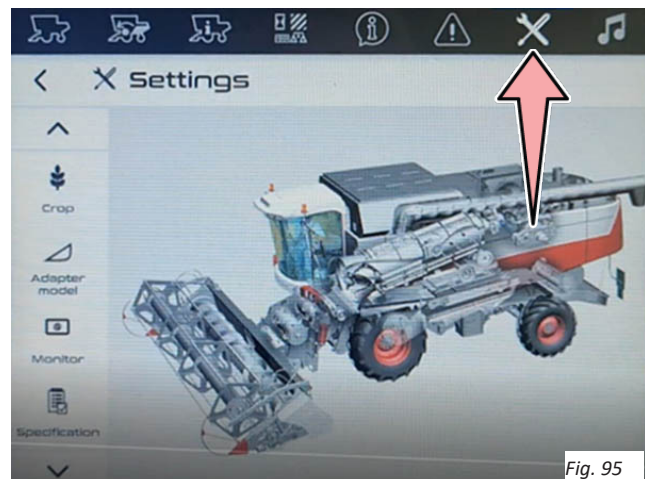 Settings
Crop
Adapter
model
Monitor
Specification
Fig. 95